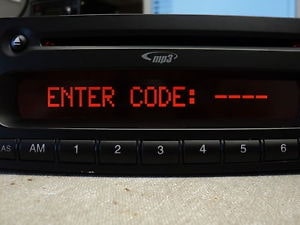 mp3
ENTER CODE: ----
AS AM 1 2 3 4 5 6